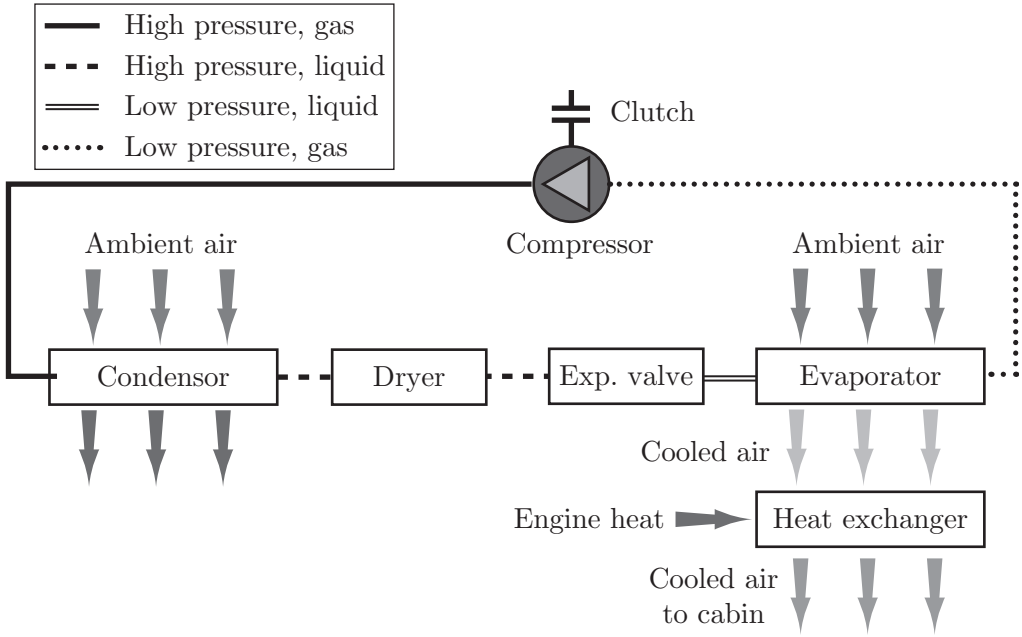 High pressure, gas
High pressure, liquid
Low pressure, liquid
Low pressure, gas
Clutch
Compressor
Ambient air
Ambient air
Condensor
Dryer
Exp. valve
Evaporator
Cooled air
Engine heat
Heat exchanger
Cooled air
to cabin